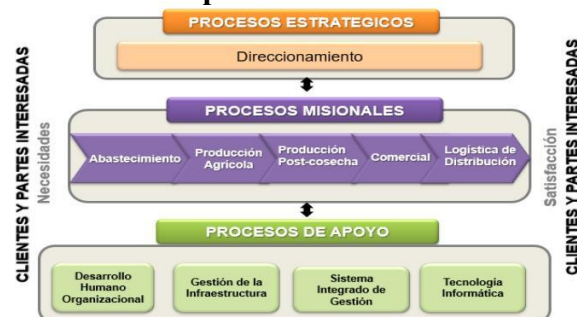 PROCESOS ESTRATEGICOS
Direccionamiento
CLIENTES Y PARTES INTERESADAS
Necesidades
PROCESOS MISIONALES
Abastecimiento
Producción
Agrícola
Producción
Post-cosecha
Comercial
Logística de
Distribución
Satisfacción
CLIENTES Y PARTES INTERESADAS
PROCESOS DE APOYO
Desarrollo
Humano
Organizacional
Gestión de la
Infraestructura
Sistema
Integrado de
Gestión
Tecnología
Informática